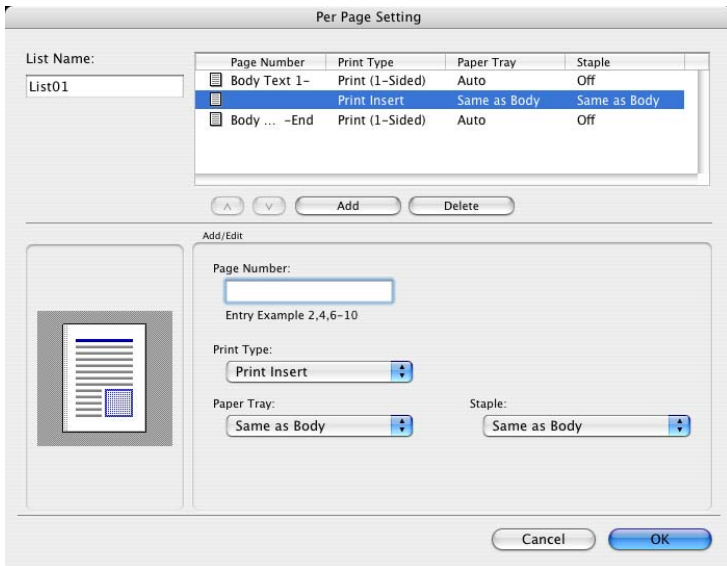 Per Page Setting
List Name:
List01
Page Number Print Type Paper Tray Staple
Body Text 1- Print (1-Sided) Auto Off
Print Insert Same as Body Same as Body
Body ... -End Print (1-Sided) Auto Off
Add Delete
Add/Edit
Page Number:
Entry Example 2,4,6-10
Print Type:
Print Insert
Paper Tray: Staple:
Same as Body Same as Body
Cancel OK